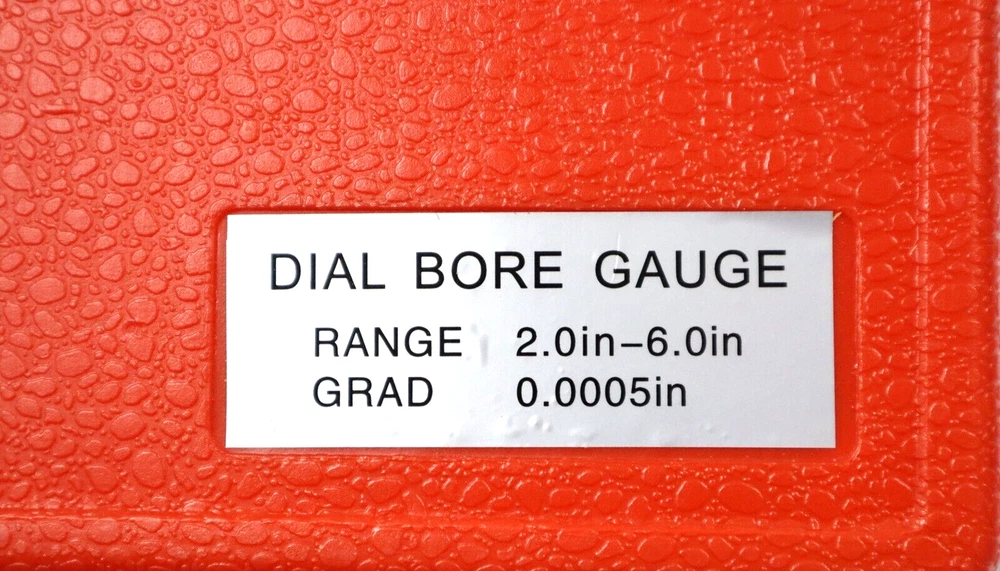 DIAL BORE GAUGE
RANGE 2.0in–6.0in
GRAD 0.0005in